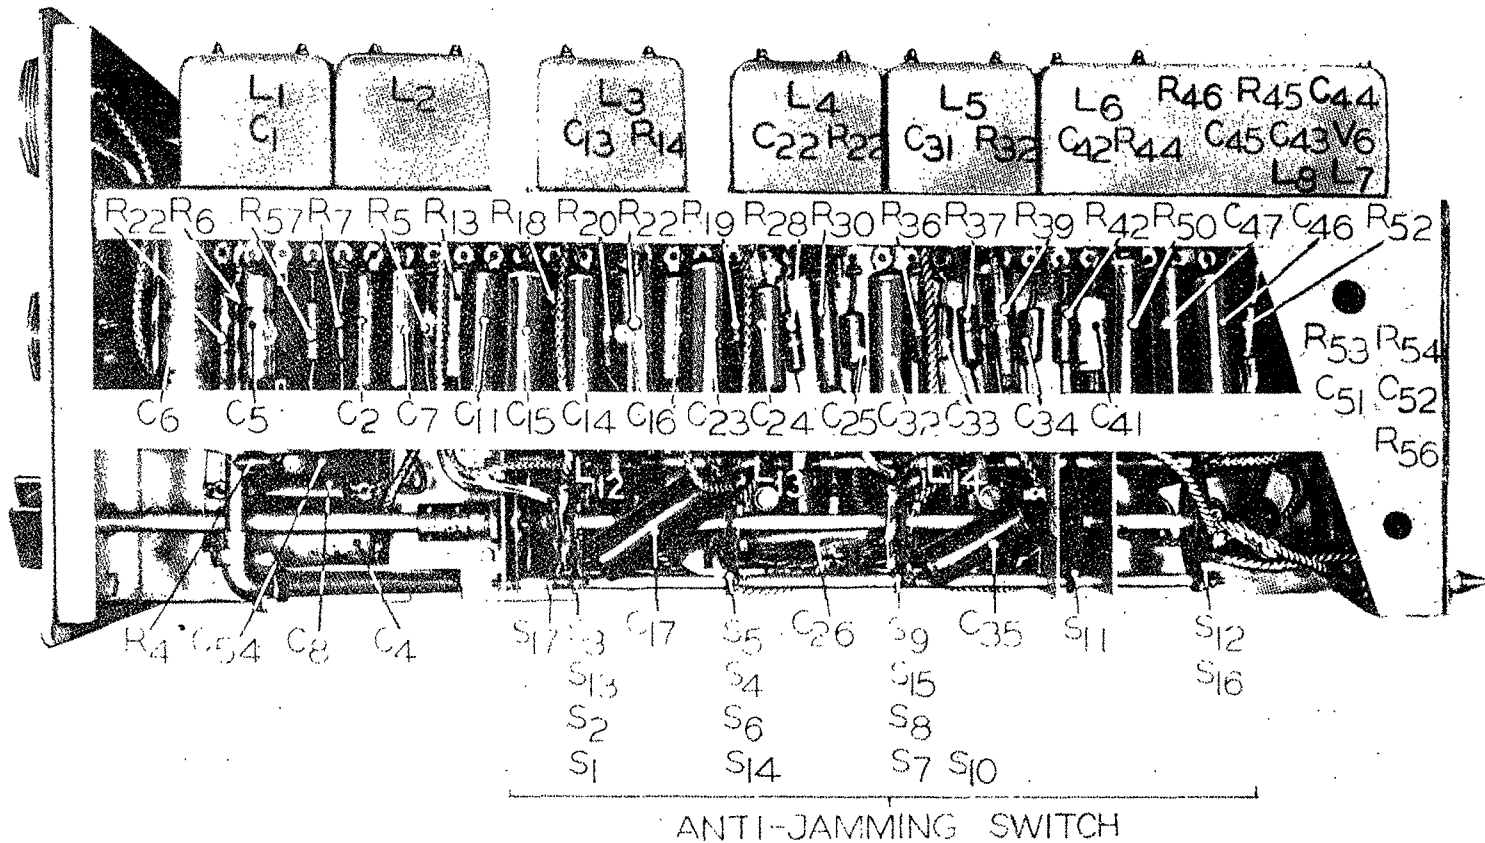 L1 L2 L3 L4 L5 L6 R46 R45 C44
C1 C13 R14 C22 R22 C31 R32 C42 R44 C45 C43 V6
L8 L7
R22 R6 R57 R7 R5 R13 R18 R20 R22 R19 R28 R30 R36 R37 R39 R42 R50 C47 C46 R52
R53 R54
C51 C52
C6 C5 C2 C7 C11 C15 C14 C16 C23 C24 C25 C32 C33 C34 C41
R56
L12 L13 L14
R4 C54 C8 C4 S17 S3 C17 S5 C26 S9 C35 S11 S12
S13 S4 S15 S16
S2 S6 S8
S1 S14 S7 S10
ANTI-JAMMING SWITCH